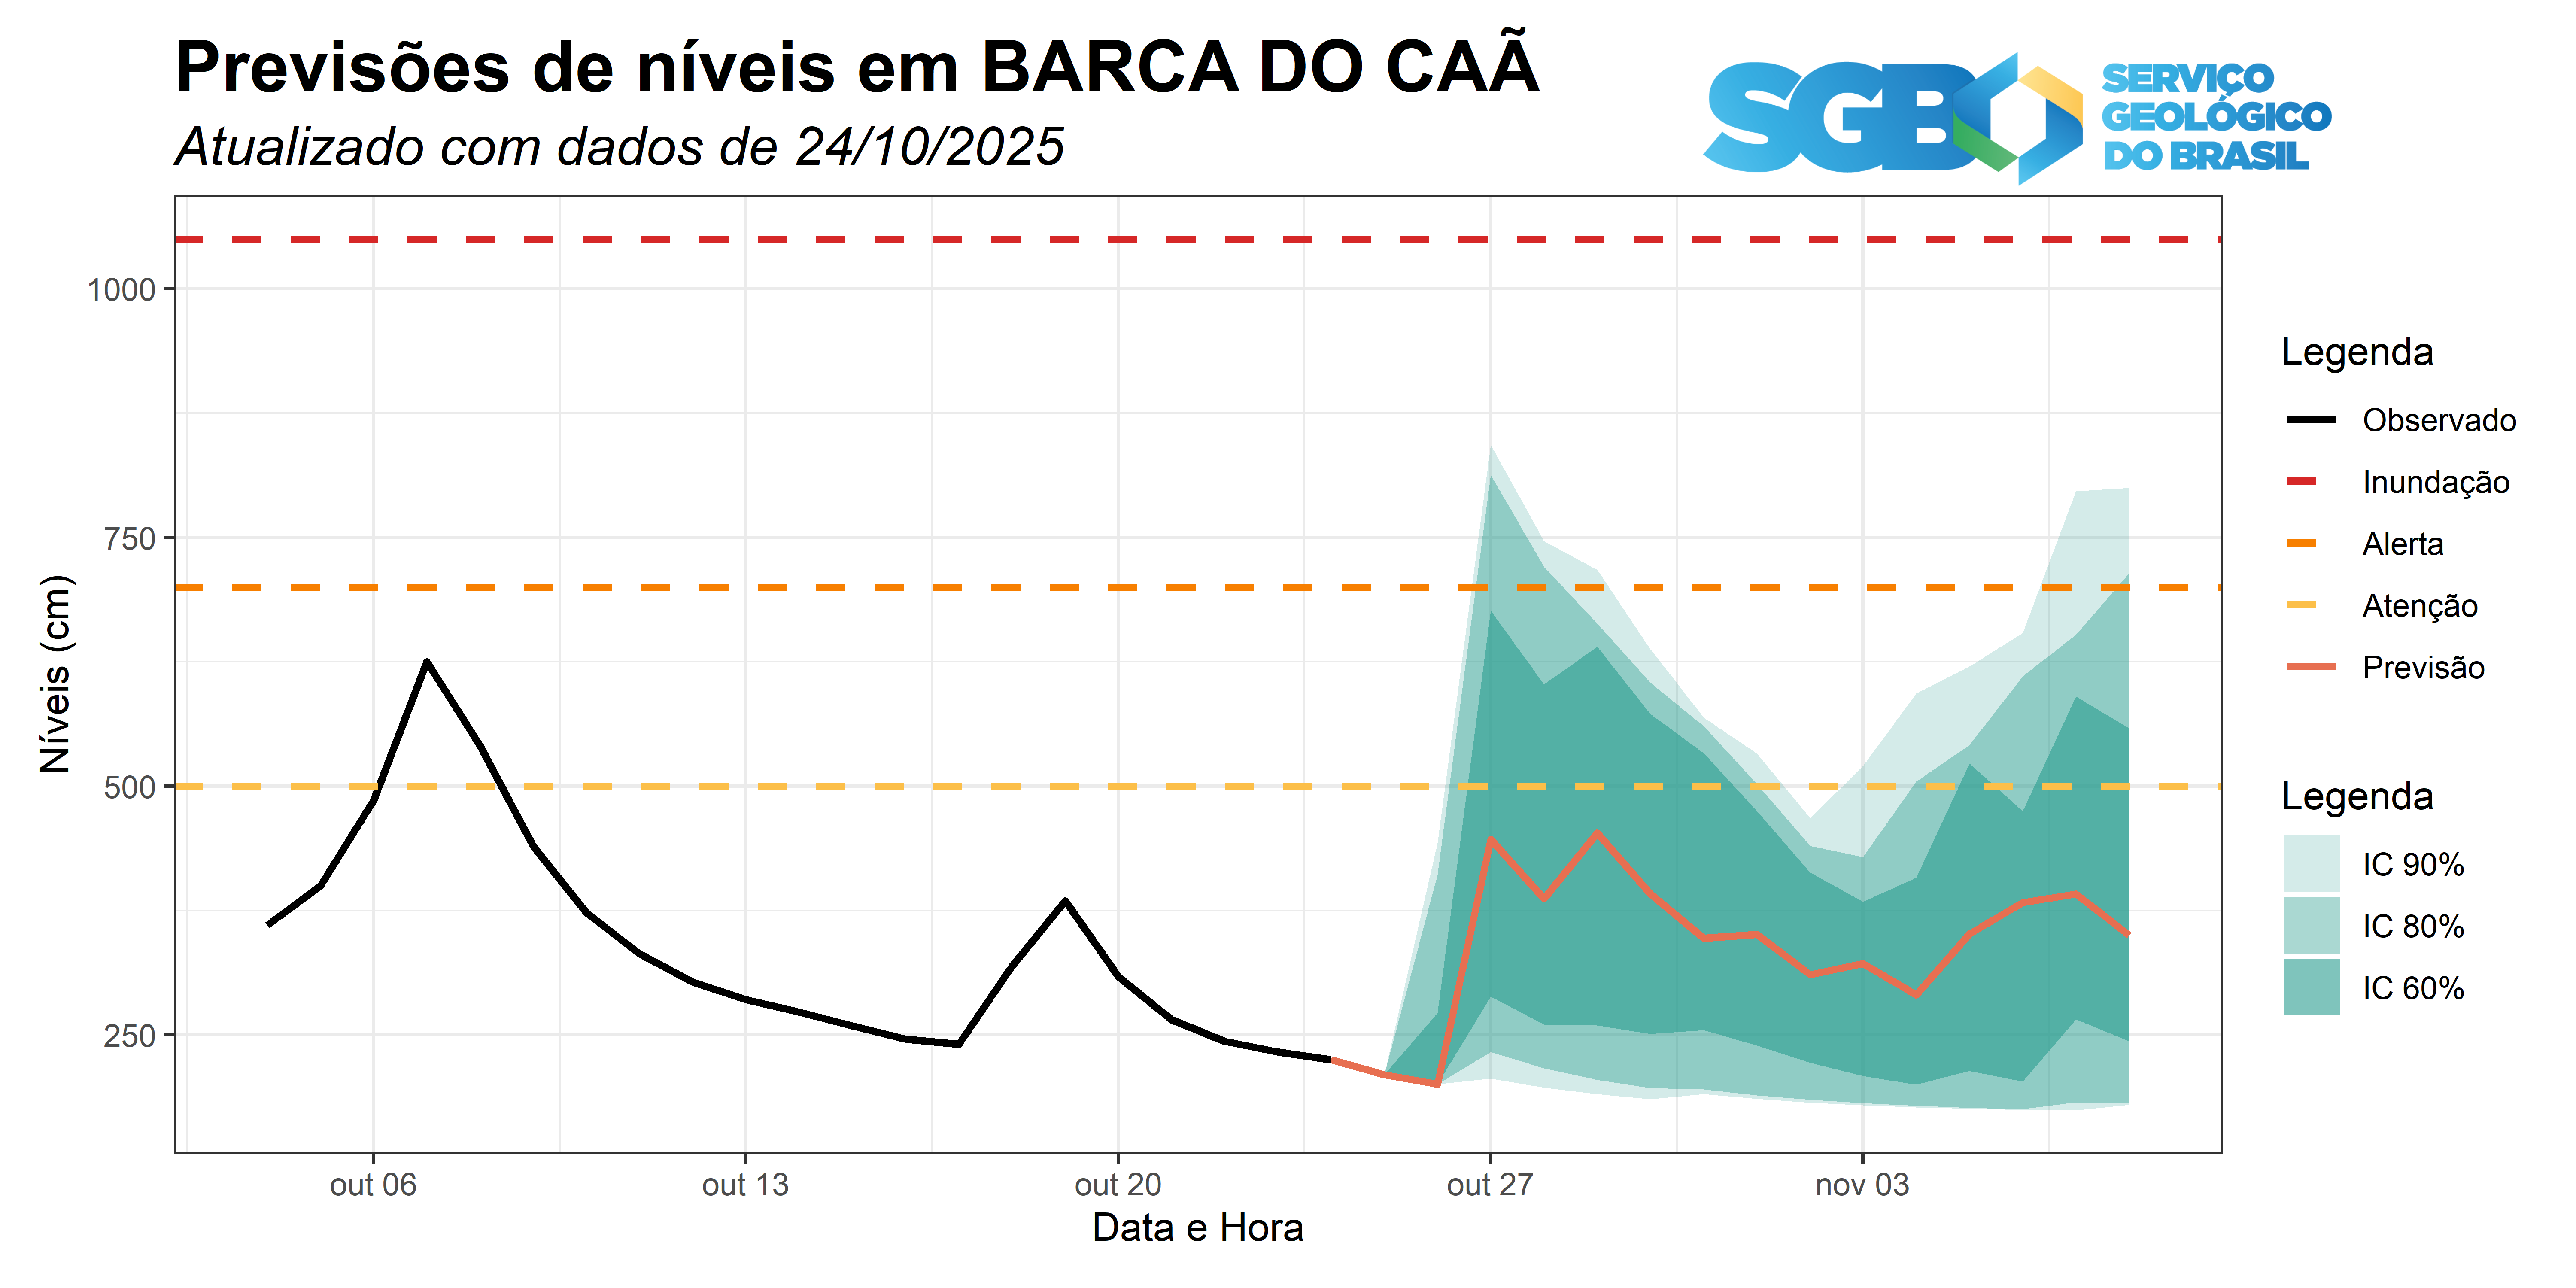 Previsões de níveis em BARCA DO CAÃ
Atualizado com dados de 24/10/2025
SGB
SERVIÇO
GEOLÓGICO
DO BRASIL
Níveis (cm)
1000
750
500
250
out 06
out 13
out 20
out 27
nov 03
Data e Hora
Legenda
Observado
Inundação
Alerta
Atenção
Previsão
Legenda
IC 90%
IC 80%
IC 60%